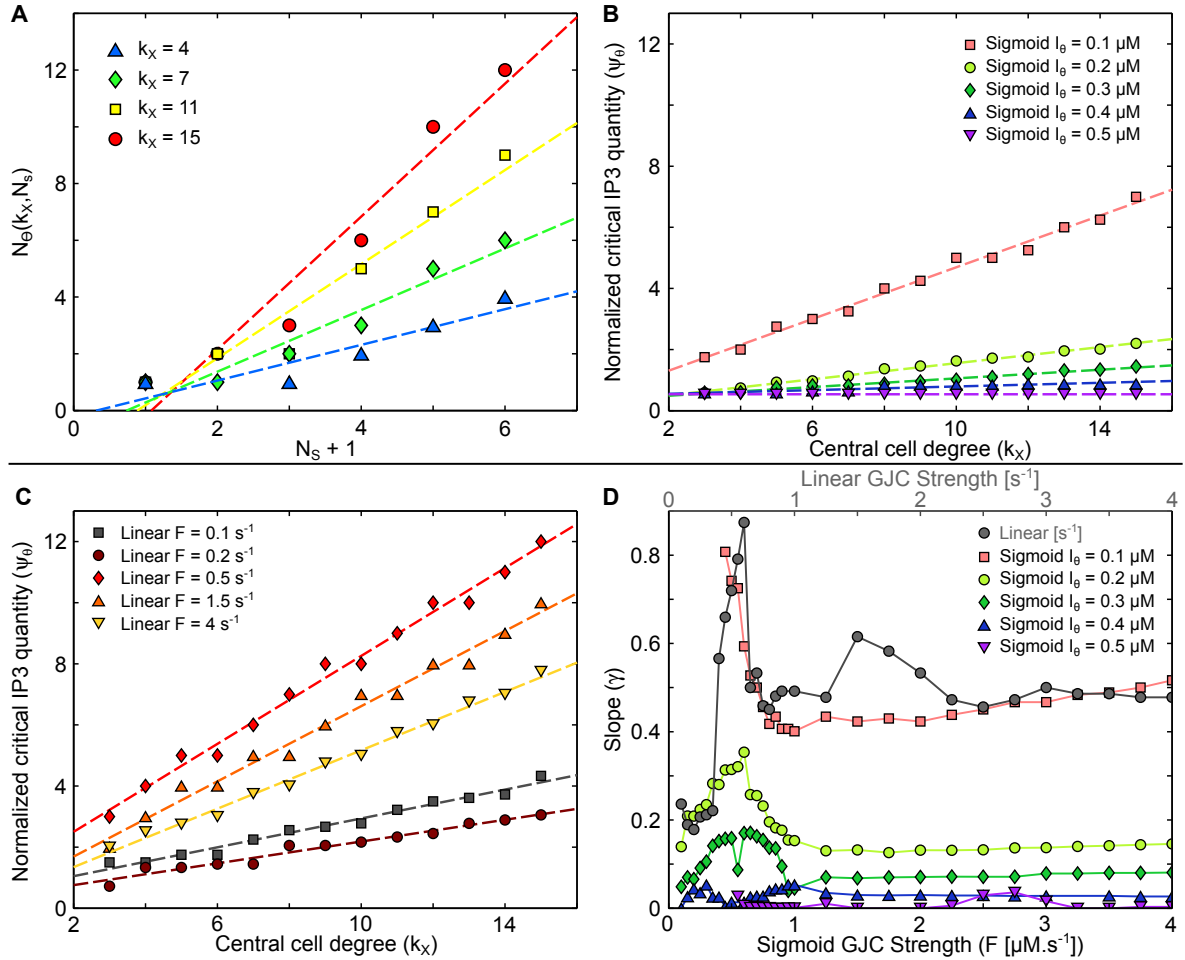 A
12
8
4
0
0
2
4
6
N_θ(k_X,N_s)
N_S + 1
k_X = 4
k_X = 7
k_X = 11
k_X = 15
B
12
8
4
0
2
6
10
14
Normalized critical IP3 quantity (ψ_θ)
Central cell degree (k_X)
Sigmoid I_θ = 0.1 µM
Sigmoid I_θ = 0.2 µM
Sigmoid I_θ = 0.3 µM
Sigmoid I_θ = 0.4 µM
Sigmoid I_θ = 0.5 µM
C
12
8
4
0
2
6
10
14
Normalized critical IP3 quantity (ψ_θ)
Central cell degree (k_X)
Linear F = 0.1 s⁻¹
Linear F = 0.2 s⁻¹
Linear F = 0.5 s⁻¹
Linear F = 1.5 s⁻¹
Linear F = 4 s⁻¹
D
Linear GJC Strength [s⁻¹]
0
1
2
3
4
0.8
0.6
0.4
0.2
0
0
1
2
3
4
Slope (γ)
Sigmoid GJC Strength (F [µM.s⁻¹])
Linear [s⁻¹]
Sigmoid I_θ = 0.1 µM
Sigmoid I_θ = 0.2 µM
Sigmoid I_θ = 0.3 µM
Sigmoid I_θ = 0.4 µM
Sigmoid I_θ = 0.5 µM